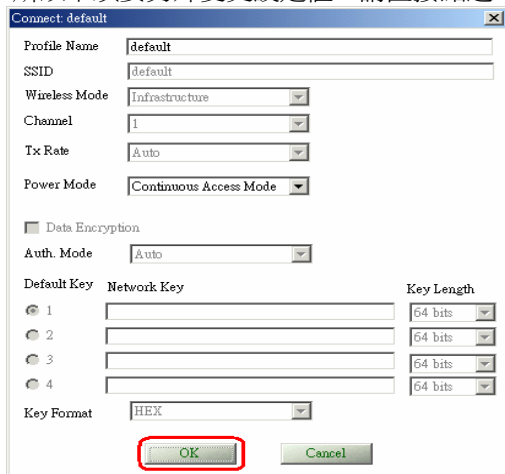 Connect: default
Profile Name default
SSID default
Wireless Mode Infrastructure
Channel 1
Tx Rate Auto
Power Mode Continuous Access Mode
Data Encryption
Auth. Mode Auto
Default Key Network Key Key Length
1 64 bits
2 64 bits
3 64 bits
4 64 bits
Key Format HEX
OK Cancel